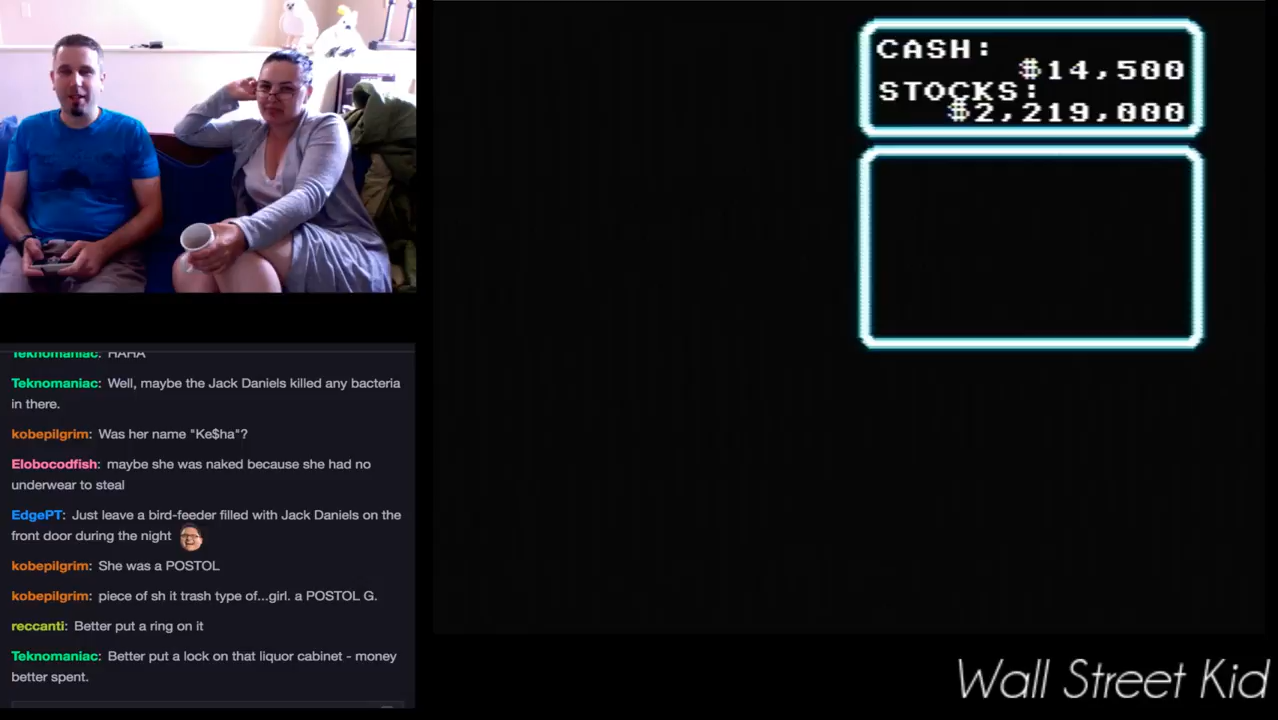 CASH:
$14,500
STOCKS:
$2,219,000
Teknomaniac: HAHA
Teknomaniac: Well, maybe the Jack Daniels killed any bacteria
in there.
kobepilgrim: Was her name "Ke$ha"?
Elobocodfish: maybe she was naked because she had no
underwear to steal
EdgePT: Just leave a bird-feeder filled with Jack Daniels on the
front door during the night
kobepilgrim: She was a POSTOL
kobepilgrim: piece of sh it trash type of...girl. a POSTOL G.
reccanti: Better put a ring on it
Teknomaniac: Better put a lock on that liquor cabinet - money
better spent.
Wall Street Kid